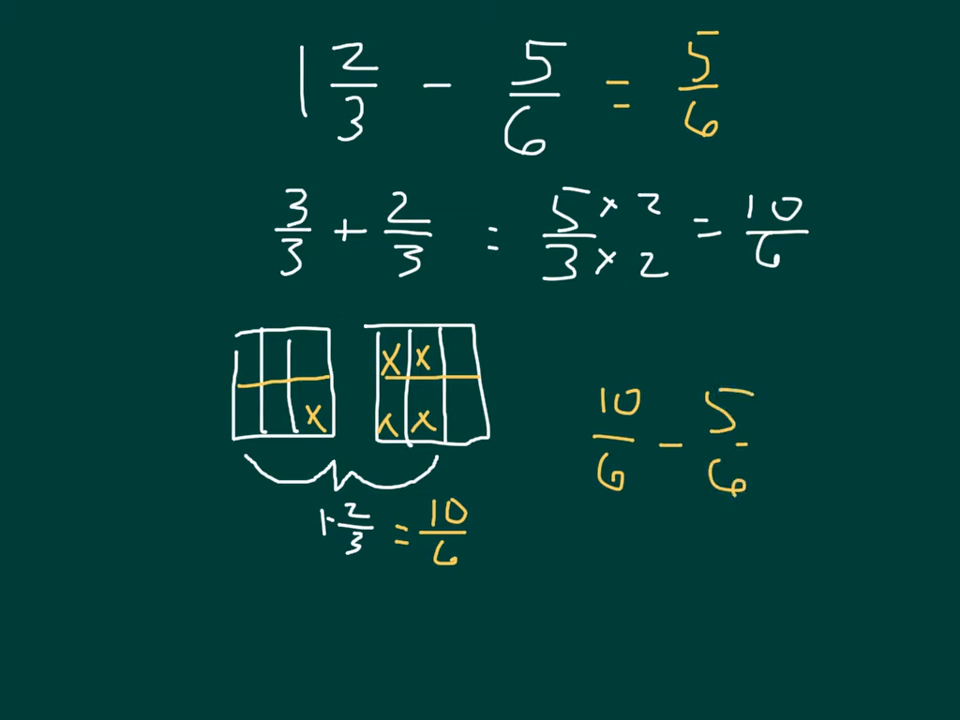 1 2/3 - 5/6 = 5/6
3/3 + 2/3 = 5 x 2/3 x 2 = 10/6
x x
x x x
1 2/3 = 10/6
10/6 - 5/6